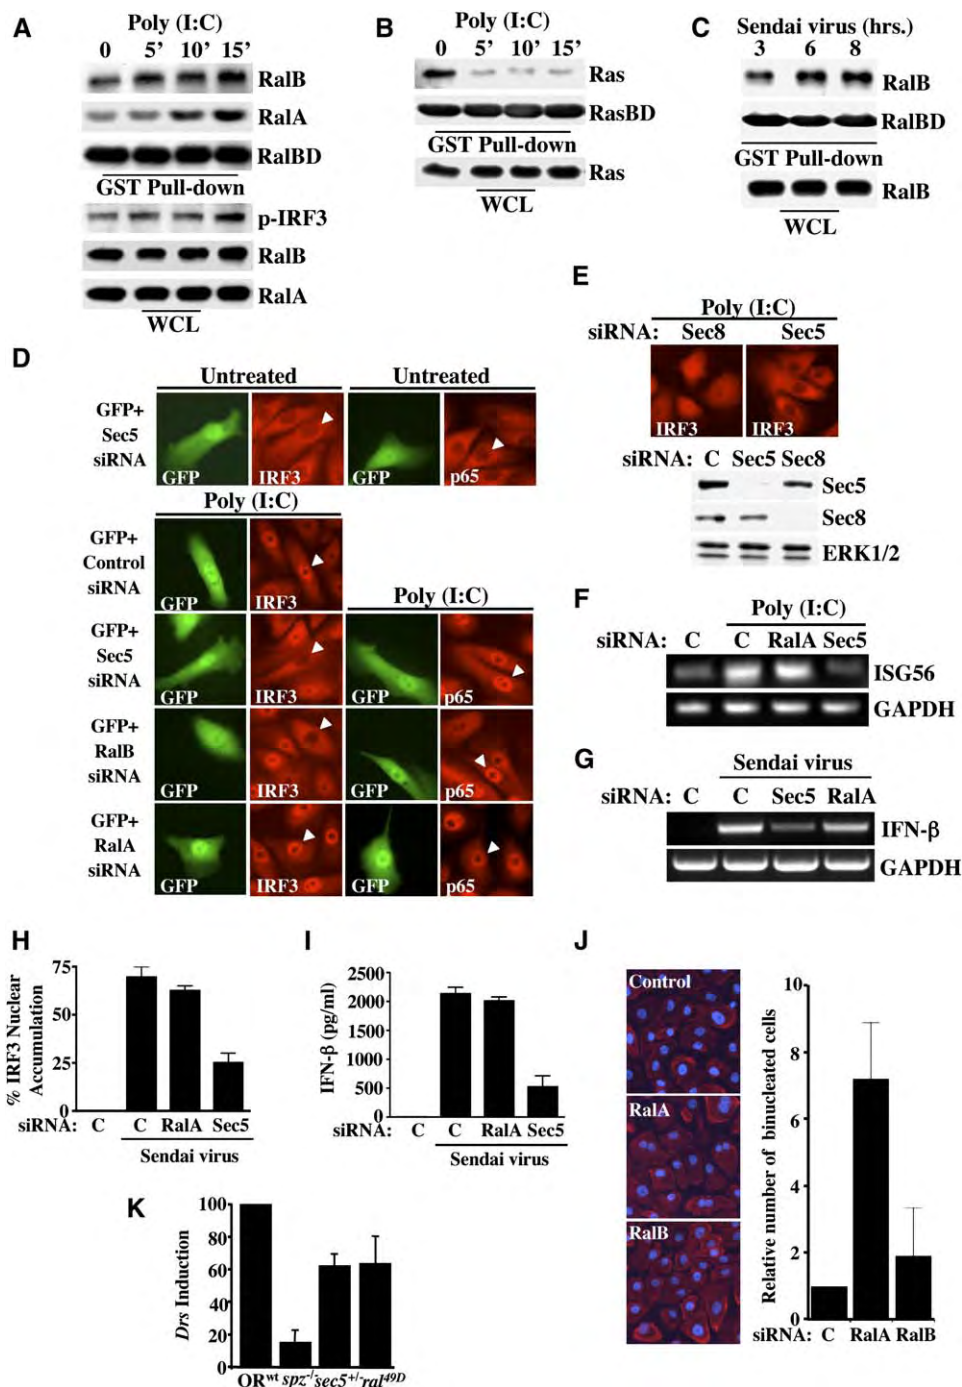 A
Poly (I:C)
0 5' 10' 15'
RalB
RalA
RalBD
GST Pull-down
p-IRF3
RalB
RalA
WCL
B
Poly (I:C)
0 5' 10' 15'
Ras
RasBD
GST Pull-down
Ras
WCL
C
Sendai virus (hrs.)
3 6 8
RalB
RalBD
GST Pull-down
RalB
WCL
D
Untreated Untreated
GFP+
Sec5
siRNA
GFP IRF3 GFP p65
Poly (I:C)
GFP+
Control
siRNA
GFP IRF3
Poly (I:C)
GFP+
Sec5
siRNA
GFP IRF3 GFP p65
GFP+
RalB
siRNA
GFP IRF3 GFP p65
GFP+
RalA
siRNA
GFP IRF3 GFP p65
E
Poly (I:C)
siRNA: Sec8 Sec5
IRF3 IRF3
siRNA: C Sec5 Sec8
Sec5
Sec8
ERK1/2
F
Poly (I:C)
siRNA: C C RalA Sec5
ISG56
GAPDH
G
Sendai virus
siRNA: C C Sec5 RalA
IFN-β
GAPDH
H
% IRF3 Nuclear
Accumulation
75
50
25
0
siRNA: C C RalA Sec5
Sendai virus
I
IFN-β (pg/ml)
2500
2000
1500
1000
500
0
siRNA: C C RalA Sec5
Sendai virus
J
Control
RalA
RalB
Relative number of binucleated cells
10
8
6
4
2
0
siRNA: C RalA RalB
K
Drs Induction
100
80
60
40
20
0
ORwt spz-/- sec5+/- ral49D